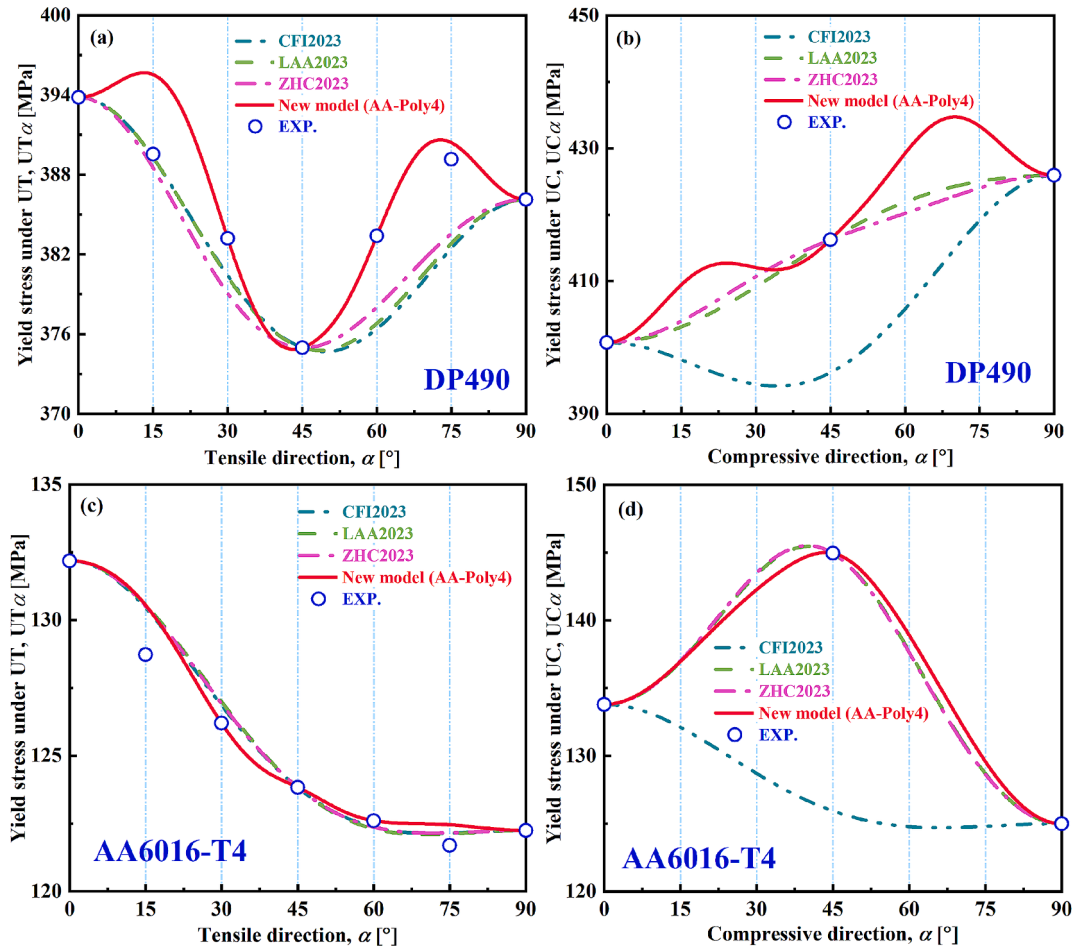 (a)
CFI2023
LAA2023
ZHC2023
New model (AA-Poly4)
EXP.
DP490
400
394
388
382
376
370
0 15 30 45 60 75 90
Yield stress under UT, UTα [MPa]
Tensile direction, α [°]
(b)
CFI2023
LAA2023
ZHC2023
New model (AA-Poly4)
EXP.
DP490
450
430
410
390
0 15 30 45 60 75 90
Yield stress under UC, UCα [MPa]
Compressive direction, α [°]
(c)
CFI2023
LAA2023
ZHC2023
New model (AA-Poly4)
EXP.
AA6016-T4
135
130
125
120
0 15 30 45 60 75 90
Yield stress under UT, UTα [MPa]
Tensile direction, α [°]
(d)
CFI2023
LAA2023
ZHC2023
New model (AA-Poly4)
EXP.
AA6016-T4
150
140
130
120
0 15 30 45 60 75 90
Yield stress under UC, UCα [MPa]
Compressive direction, α [°]